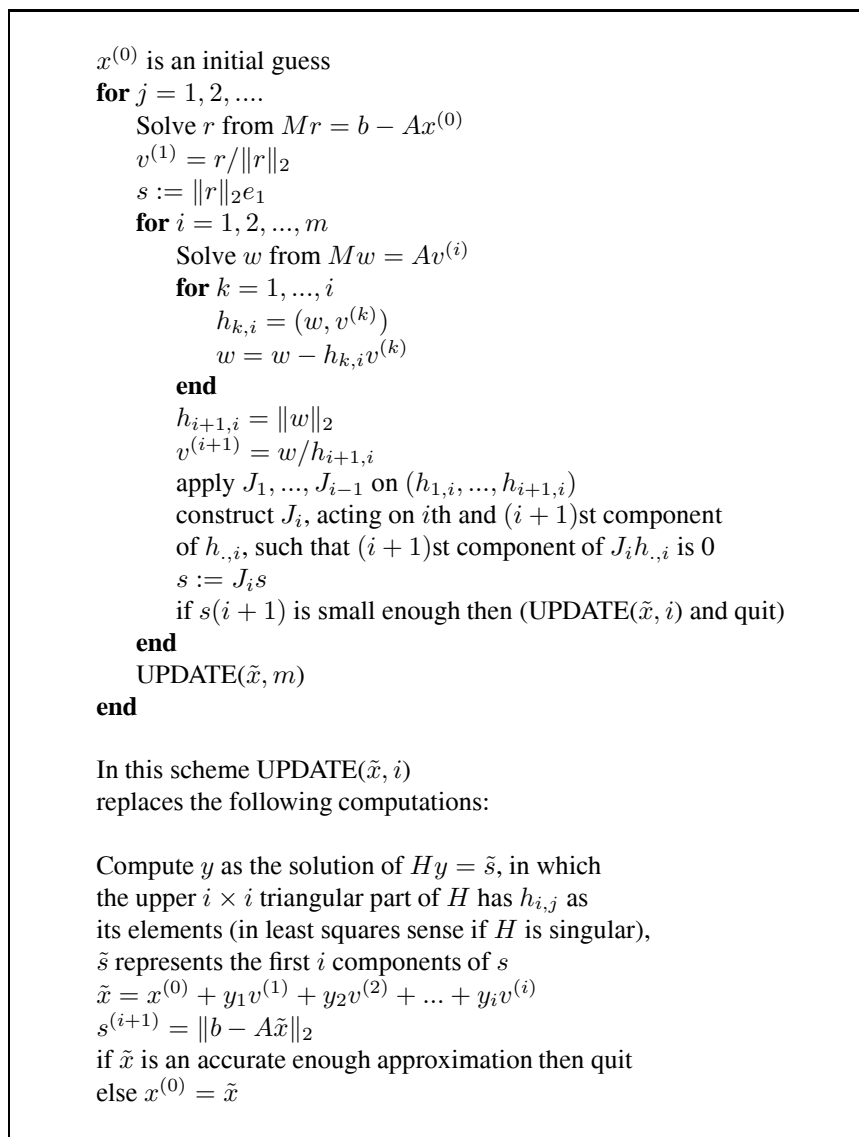 x^{(0)} is an initial guess
for j = 1, 2, ....
Solve r from Mr = b − Ax^{(0)}
v^{(1)} = r/∥r∥_2
s := ∥r∥_2 e_1
for i = 1, 2, ..., m
Solve w from Mw = Av^{(i)}
for k = 1, ..., i
h_{k,i} = (w, v^{(k)})
w = w − h_{k,i}v^{(k)}
end
h_{i+1,i} = ∥w∥_2
v^{(i+1)} = w/h_{i+1,i}
apply J_1, ..., J_{i−1} on (h_{1,i}, ..., h_{i+1,i})
construct J_i, acting on ith and (i + 1)st component
of h_{.,i}, such that (i + 1)st component of J_i h_{.,i} is 0
s := J_i s
if s(i + 1) is small enough then (UPDATE(x̃, i) and quit)
end
UPDATE(x̃, m)
end
In this scheme UPDATE(x̃, i)
replaces the following computations:
Compute y as the solution of Hy = s̃, in which
the upper i × i triangular part of H has h_{i,j} as
its elements (in least squares sense if H is singular),
s̃ represents the first i components of s
x̃ = x^{(0)} + y_1v^{(1)} + y_2v^{(2)} + ... + y_iv^{(i)}
s^{(i+1)} = ∥b − Ax̃∥_2
if x̃ is an accurate enough approximation then quit
else x^{(0)} = x̃